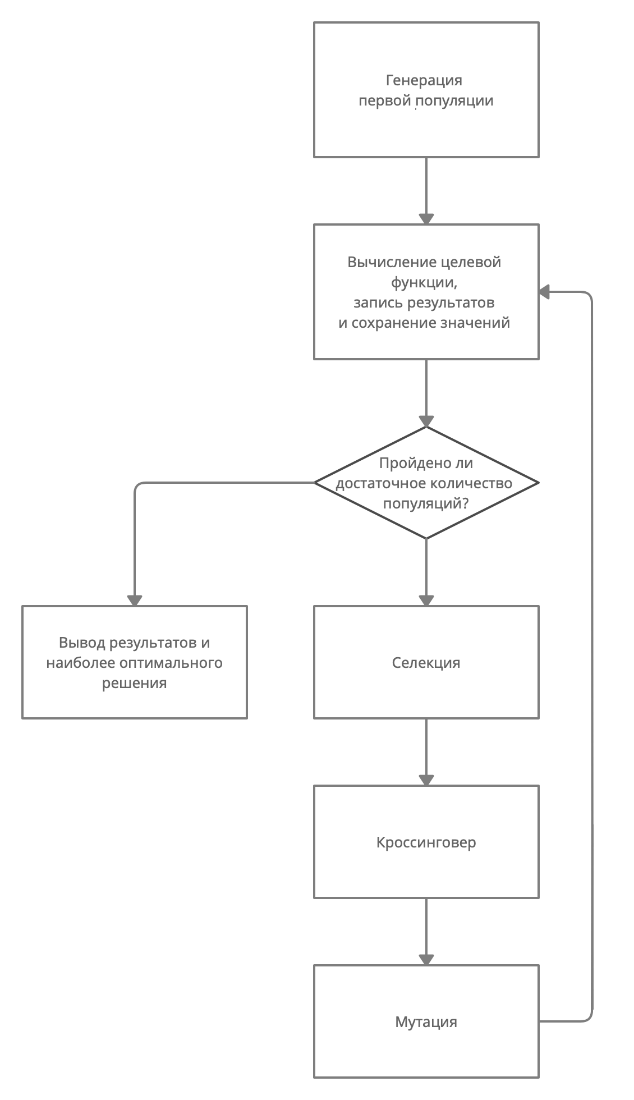 Генерация
первой популяции
Вычисление целевой
функции,
запись результатов
и сохранение значений
Пройдено ли
достаточное количество
популяций?
Вывод результатов и
наиболее оптимального
решения
Селекция
Кроссинговер
Мутация